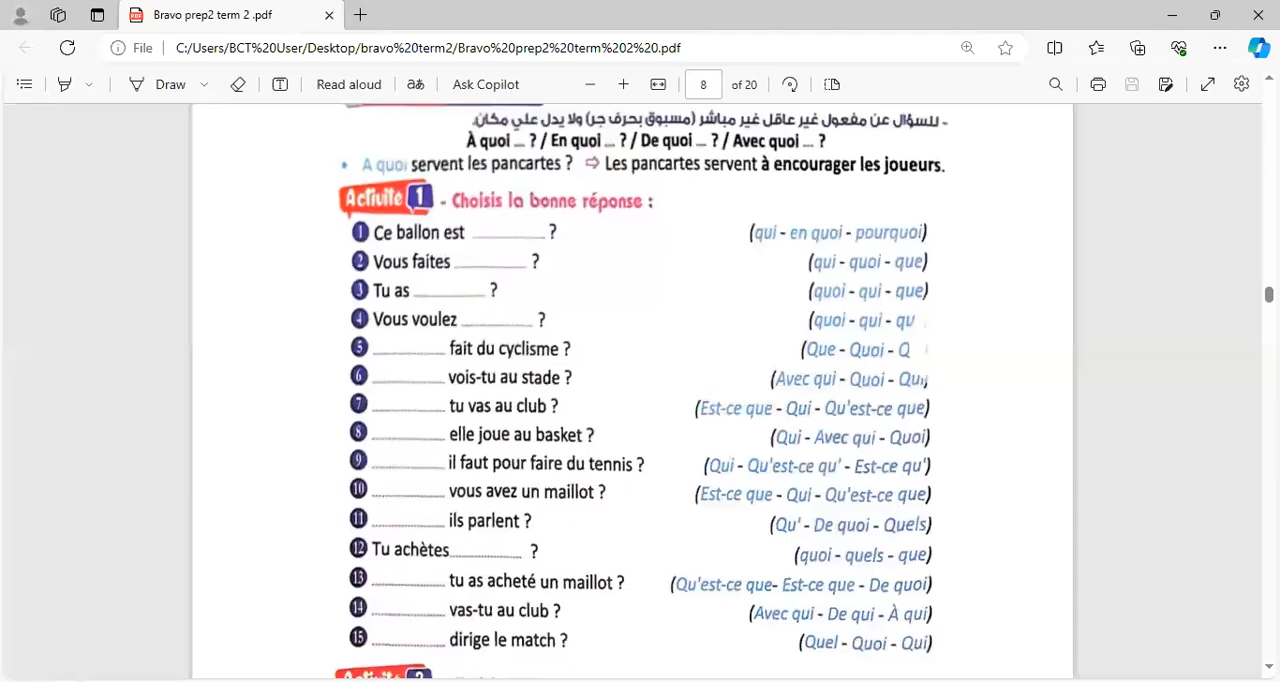 Bravo prep2 term 2 .pdf
File C:/Users/BCT%20User/Desktop/bravo%20term2/Bravo%20prep2%20term%202%20.pdf
Draw
Read aloud
aあ
Ask Copilot
8 of 20
- للسؤال عن مفعول غير عاقل غير مباشر (مسبوق بحرف جر) ولا يدل علي مكان.
À quoi ... ? / En quoi ... ? / De quoi ... ? / Avec quoi ... ?
• A quoi servent les pancartes ? ⇨ Les pancartes servent à encourager les joueurs.
Activité 1 - Choisis la bonne réponse :
1 Ce ballon est ________ ? (qui - en quoi - pourquoi)
2 Vous faites ________ ? (qui - quoi - que)
3 Tu as ________ ? (quoi - qui - que)
4 Vous voulez ________ ? (quoi - qui - qu
5 ________ fait du cyclisme ? (Que - Quoi - Q
6 ________ vois-tu au stade ? (Avec qui - Quoi - Qui)
7 ________ tu vas au club ? (Est-ce que - Qui - Qu'est-ce que)
8 ________ elle joue au basket ? (Qui - Avec qui - Quoi)
9 ________ il faut pour faire du tennis ? (Qui - Qu'est-ce qu' - Est-ce qu')
10 ________ vous avez un maillot ? (Est-ce que - Qui - Qu'est-ce que)
11 ________ ils parlent ? (Qu' - De quoi - Quels)
12 Tu achètes ________ ? (quoi - quels - que)
13 ________ tu as acheté un maillot ? (Qu'est-ce que- Est-ce que - De quoi)
14 ________ vas-tu au club ? (Avec qui - De qui - À qui)
15 ________ dirige le match ? (Quel - Quoi - Qui)